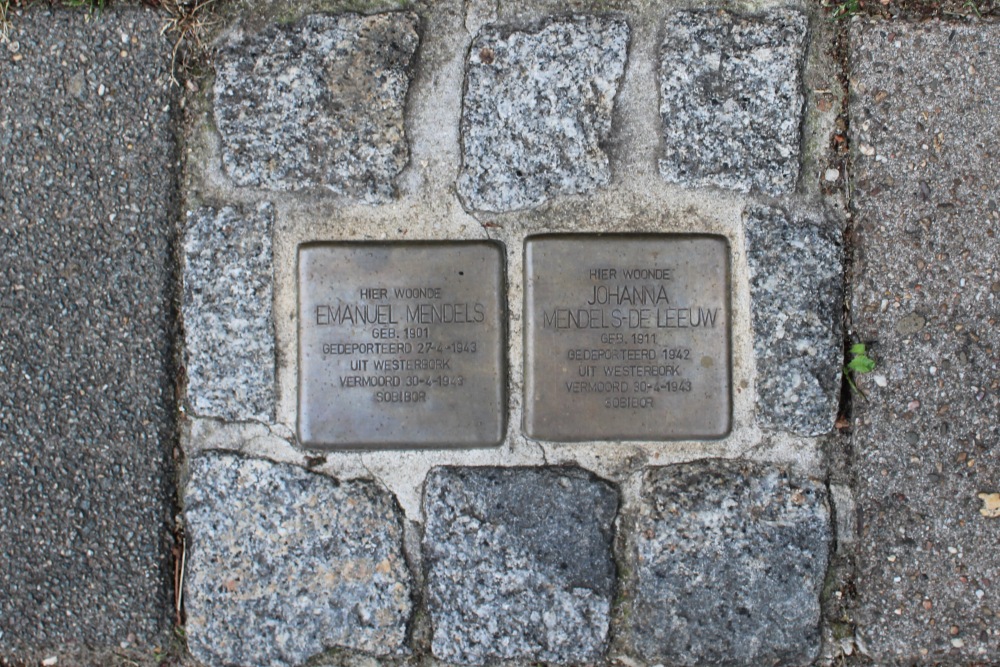 HIER WOONDE
EMANUEL MENDELS
GEB. 1901
GEDEPORTEERD 27-4-1943
UIT WESTERBORK
VERMOORD 30-4-1943
SOBIBOR
HIER WOONDE
JOHANNA
MENDELS-DE LEEUW
GEB. 1911
GEDEPORTEERD 1942
UIT WESTERBORK
VERMOORD 30-4-1943
SOBIBOR